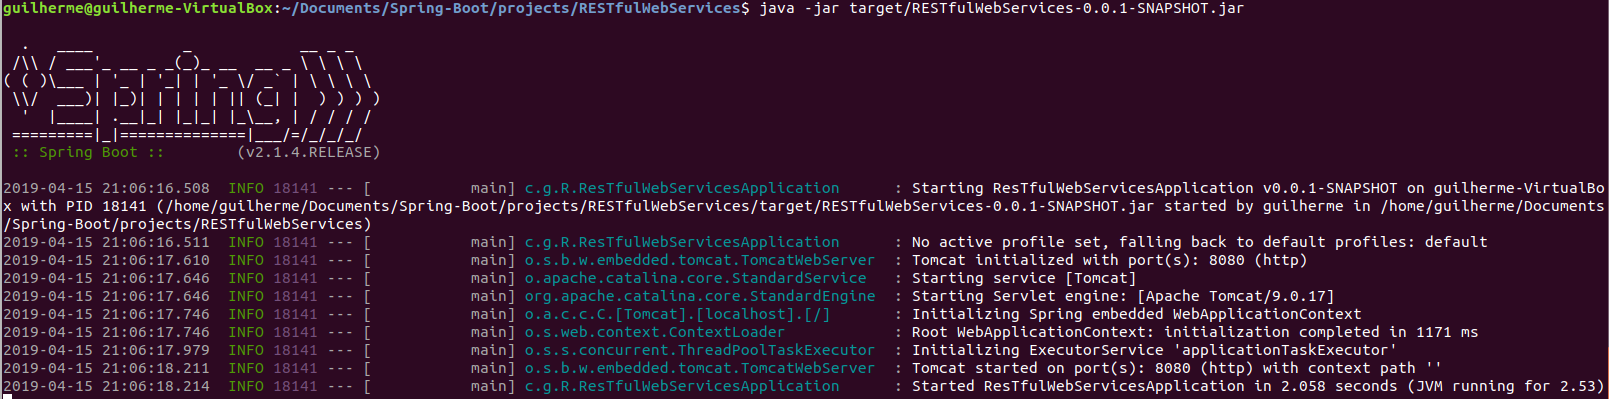 guilherme@guilherme-VirtualBox:~/Documents/Spring-Boot/projects/RESTfulWebServices$ java -jar target/RESTfulWebServices-0.0.1-SNAPSHOT.jar
  .   ____          _            __ _ _
 /\\ / ___'_ __ _ _(_)_ __  __ _ \ \ \ \
( ( )\___ | '_ | '_| | '_ \/ _` | \ \ \ \
 \\/  ___)| |_)| | | | | || (_| |  ) ) ) )
  '  |____| .__|_| |_|_| |_\__, | / / / /
 =========|_|==============|___/=/_/_/_/
 :: Spring Boot ::        (v2.1.4.RELEASE)
2019-04-15 21:06:16.508  INFO 18141 --- [           main] c.g.R.ResTfulWebServicesApplication      : Starting ResTfulWebServicesApplication v0.0.1-SNAPSHOT on guilherme-VirtualBo
x with PID 18141 (/home/guilherme/Documents/Spring-Boot/projects/RESTfulWebServices/target/RESTfulWebServices-0.0.1-SNAPSHOT.jar started by guilherme in /home/guilherme/Documents
/Spring-Boot/projects/RESTfulWebServices)
2019-04-15 21:06:16.511  INFO 18141 --- [           main] c.g.R.ResTfulWebServicesApplication      : No active profile set, falling back to default profiles: default
2019-04-15 21:06:17.610  INFO 18141 --- [           main] o.s.b.w.embedded.tomcat.TomcatWebServer  : Tomcat initialized with port(s): 8080 (http)
2019-04-15 21:06:17.646  INFO 18141 --- [           main] o.apache.catalina.core.StandardService   : Starting service [Tomcat]
2019-04-15 21:06:17.646  INFO 18141 --- [           main] org.apache.catalina.core.StandardEngine  : Starting Servlet engine: [Apache Tomcat/9.0.17]
2019-04-15 21:06:17.746  INFO 18141 --- [           main] o.a.c.c.C.[Tomcat].[localhost].[/]       : Initializing Spring embedded WebApplicationContext
2019-04-15 21:06:17.746  INFO 18141 --- [           main] o.s.web.context.ContextLoader            : Root WebApplicationContext: initialization completed in 1171 ms
2019-04-15 21:06:17.979  INFO 18141 --- [           main] o.s.s.concurrent.ThreadPoolTaskExecutor  : Initializing ExecutorService 'applicationTaskExecutor'
2019-04-15 21:06:18.211  INFO 18141 --- [           main] o.s.b.w.embedded.tomcat.TomcatWebServer  : Tomcat started on port(s): 8080 (http) with context path ''
2019-04-15 21:06:18.214  INFO 18141 --- [           main] c.g.R.ResTfulWebServicesApplication      : Started ResTfulWebServicesApplication in 2.058 seconds (JVM running for 2.53)